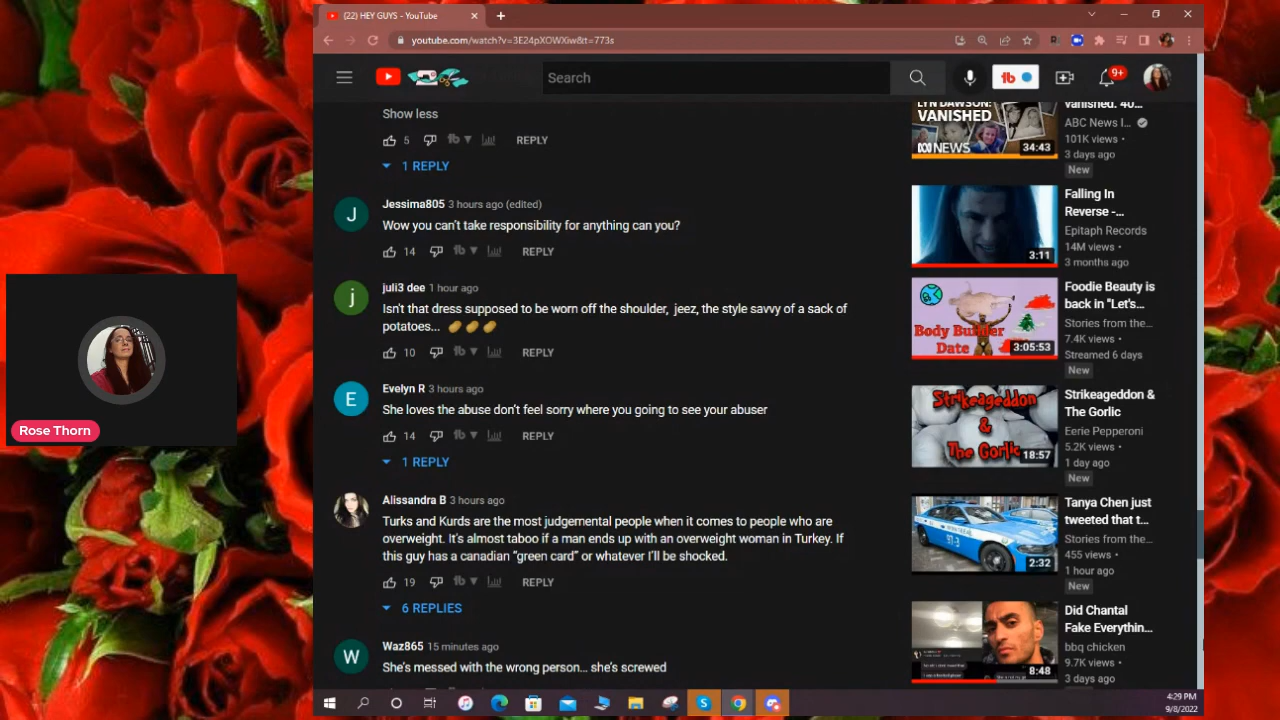 (22) HEY GUYS - YouTube
youtube.com/watch?v=3E24pXOWXiw&t=773s
Search
9+
Show less
5
REPLY
1 REPLY
Jessima805 3 hours ago (edited)
Wow you can't take responsibility for anything can you?
14
REPLY
juli3 dee 1 hour ago
Isn't that dress supposed to be worn off the shoulder, jeez, the style savvy of a sack of
potatoes... 🥔🥔🥔
10
REPLY
Evelyn R 3 hours ago
She loves the abuse don't feel sorry where you going to see your abuser
14
REPLY
1 REPLY
Alissandra B 3 hours ago
Turks and Kurds are the most judgemental people when it comes to people who are
overweight. It's almost taboo if a man ends up with an overweight woman in Turkey. If
this guy has a canadian "green card" or whatever I'll be shocked.
19
REPLY
6 REPLIES
Waz865 15 minutes ago
She's messed with the wrong person... she's screwed
LYN DAWSON:
VANISHED
NEWS
34:43
vanished. 40...
ABC News I...
101K views •
3 days ago
New
3:11
Falling In
Reverse -...
Epitaph Records
14M views •
3 months ago
Body Builder
Date
3:05:53
Foodie Beauty is
back in "Let's...
Stories from the...
7.4K views •
Streamed 6 days
New
Strikeageddon
&
The Gorlic
18:57
Strikeageddon &
The Gorlic
Eerie Pepperoni
5.2K views •
1 day ago
New
2:32
Tanya Chen just
tweeted that t...
Stories from the...
455 views •
1 hour ago
New
8:48
Did Chantal
Fake Everythin...
bbq chicken
9.7K views •
3 days ago
Rose Thorn
4:29 PM
9/8/2022